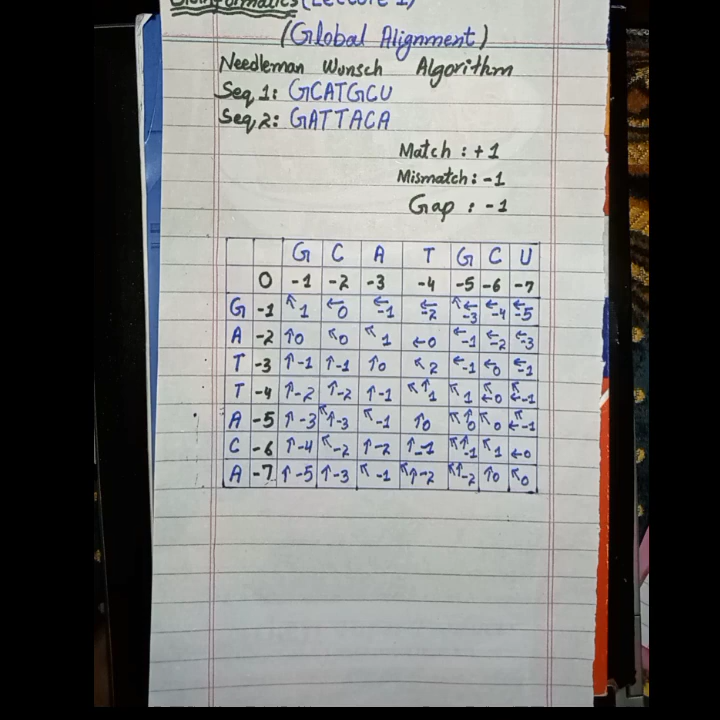 Bioinformatics (Lecture 1)
(Global Alignment)
Needleman Wunsch Algorithm
Seq 1: GCATGCU
Seq 2: GATTACA
Match : +1
Mismatch : -1
Gap : -1
G C A T G C U
0 -1 -2 -3 -4 -5 -6 -7
G -1 ↖1 ←0 ←-1 ←-2 ↖←-3 ←-4 ←-5
A -2 ↑0 ↖0 ↖1 ←0 ←-1 ←-2 ←-3
T -3 ↑-1 ↑-1 ↑0 ↖2 ←-1 ←0 ←-1
T -4 ↑-2 ↑-2 ↑-1 ↖↑1 ↖1 ↖←0 ↖←-1
A -5 ↑-3 ↖↑-3 ↖-1 ↑0 ↖↑0 ↖0 ↖←-1
C -6 ↑-4 ↖-2 ↑-2 ↑-1 ↖↑-1 ↖1 ←0
A -7 ↑-5 ↑-3 ↖-1 ↖↑-2 ↖↑-2 ↑0 ↖0